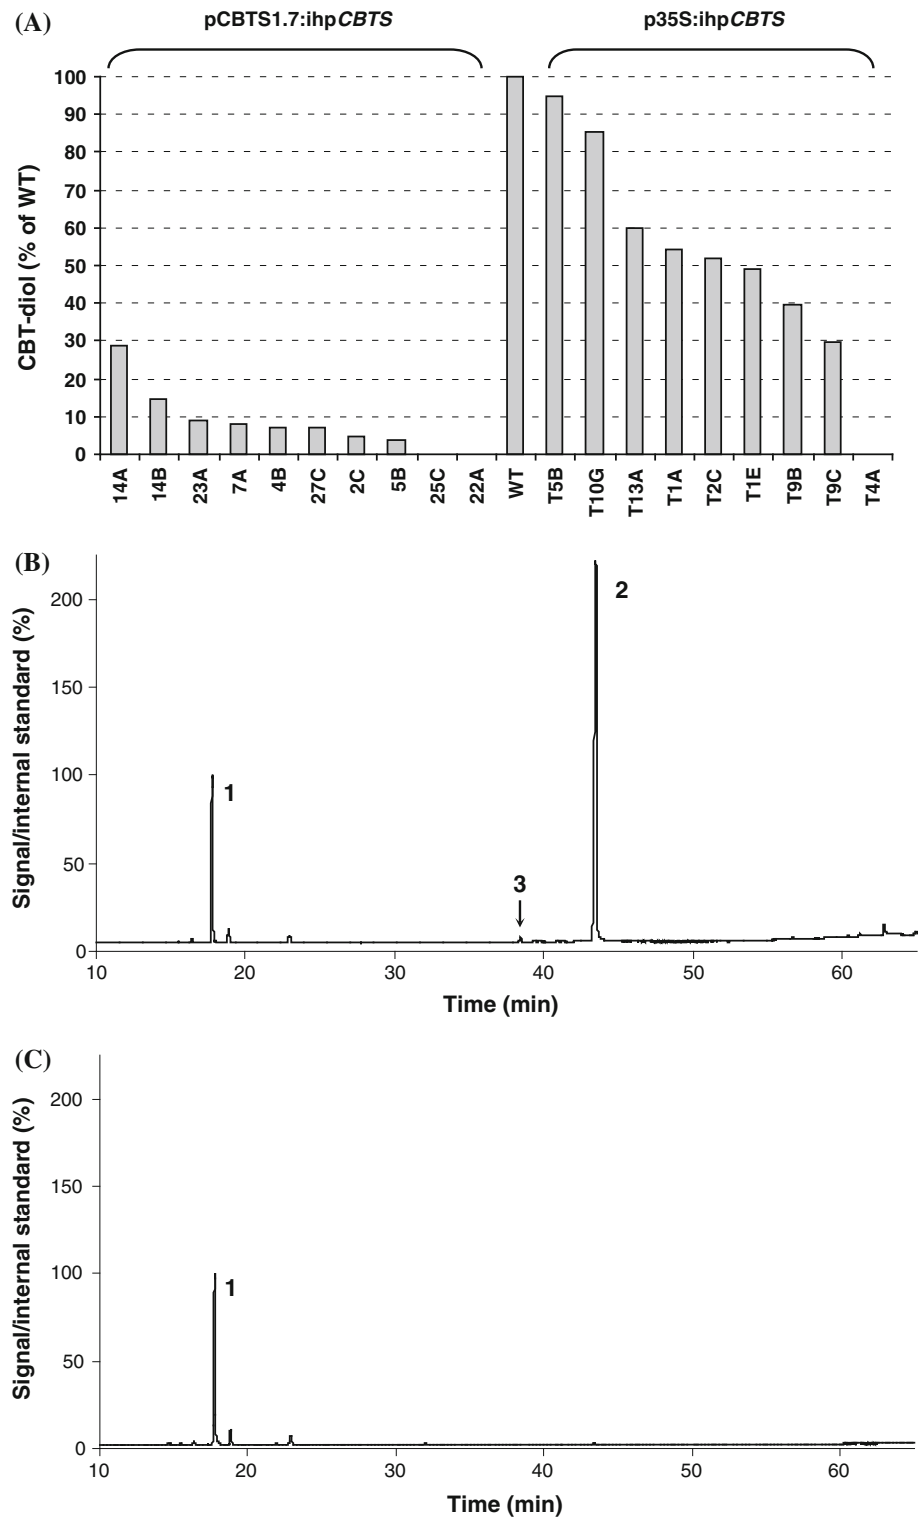 (A)
pCBTS1.7:ihpCBTS p35S:ihpCBTS
CBT-diol (% of WT)
100
90
80
70
60
50
40
30
20
10
0
14A 14B 23A 7A 4B 27C 2C 5B 25C 22A WT T5B T10G T13A T1A T2C T1E T9B T9C T4A
(B)
Signal/internal standard (%)
200
150
100
50
0
1
2
3
10 20 30 40 50 60
Time (min)
(C)
Signal/internal standard (%)
200
150
100
50
0
1
10 20 30 40 50 60
Time (min)